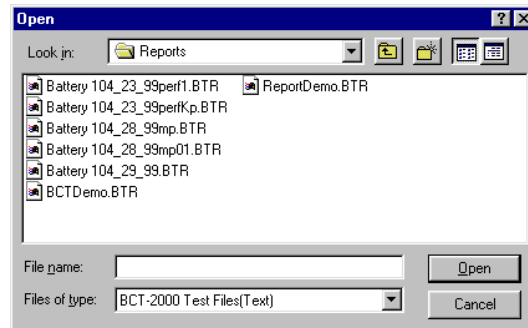 Open
Look in: Reports
Battery 104_23_99perf1.BTR
Battery 104_23_99perfKp.BTR
Battery 104_28_99mp.BTR
Battery 104_28_99mp01.BTR
Battery 104_29_99.BTR
BCTDemo.BTR
ReportDemo.BTR
File name:
Open
Files of type: BCT-2000 Test Files(Text)
Cancel